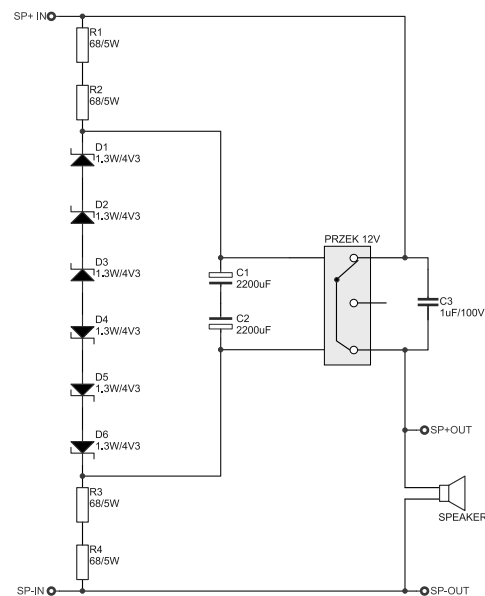 SP+ IN
R1
68/5W
R2
68/5W
D1
1.3W/4V3
D2
1.3W/4V3
D3
1.3W/4V3
PRZEK 12V
C1
2200uF
C3
1uF/100V
C2
2200uF
D4
1.3W/4V3
D5
1.3W/4V3
D6
1.3W/4V3
SP+OUT
R3
68/5W
SPEAKER
R4
68/5W
SP-IN
SP-OUT